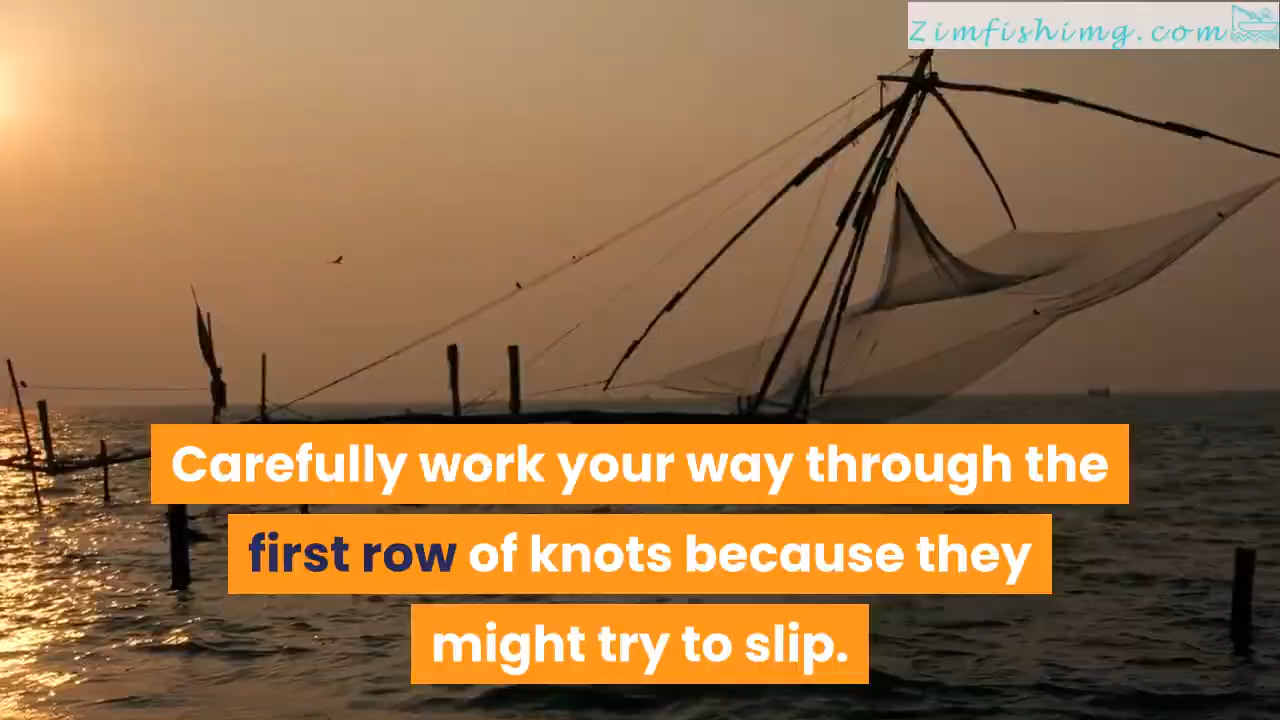 Zimfishimg.com
Carefully work your way through the
first row of knots because they
might try to slip.